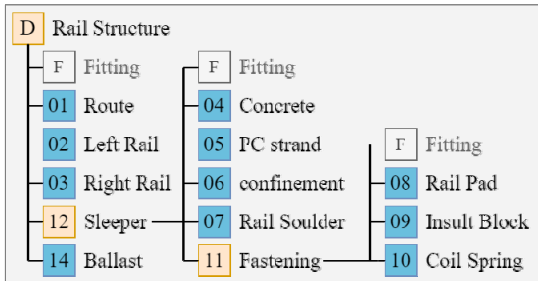 D Rail Structure
F Fitting
F Fitting
01 Route
04 Concrete
02 Left Rail
05 PC strand
F Fitting
03 Right Rail
06 confinement
08 Rail Pad
12 Sleeper
07 Rail Soulder
09 Insult Block
14 Ballast
11 Fastening
10 Coil Spring